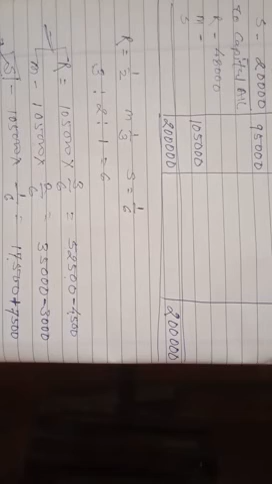 S - 20000 95000
To Capital A/c
R - 48000
m = 105000
S
200000 200000
R = 1/2 m 1/3 S = 1/6
3 : 2 : 1 = 6
R = 105000 x 3/6 = 52500 - 4500
m - 105000 x 2/6 = 35000 - 3000
S - 105000 x 1/6 = 17500 + 7500